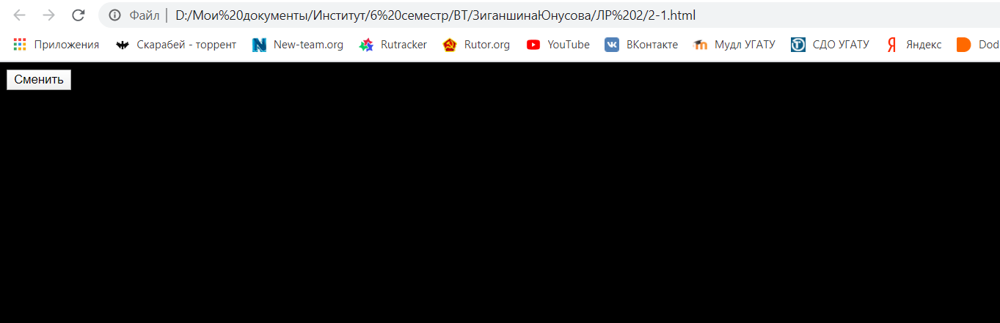 Файл | D:/Мои%20документы/Институт/6%20семестр/ВТ/ЗиганшинаЮнусова/ЛР%202/2-1.html
Приложения Скарабей - торрент New-team.org Rutracker Rutor.org YouTube ВКонтакте Мудл УГАТУ СДО УГАТУ Яндекс Dod
Сменить